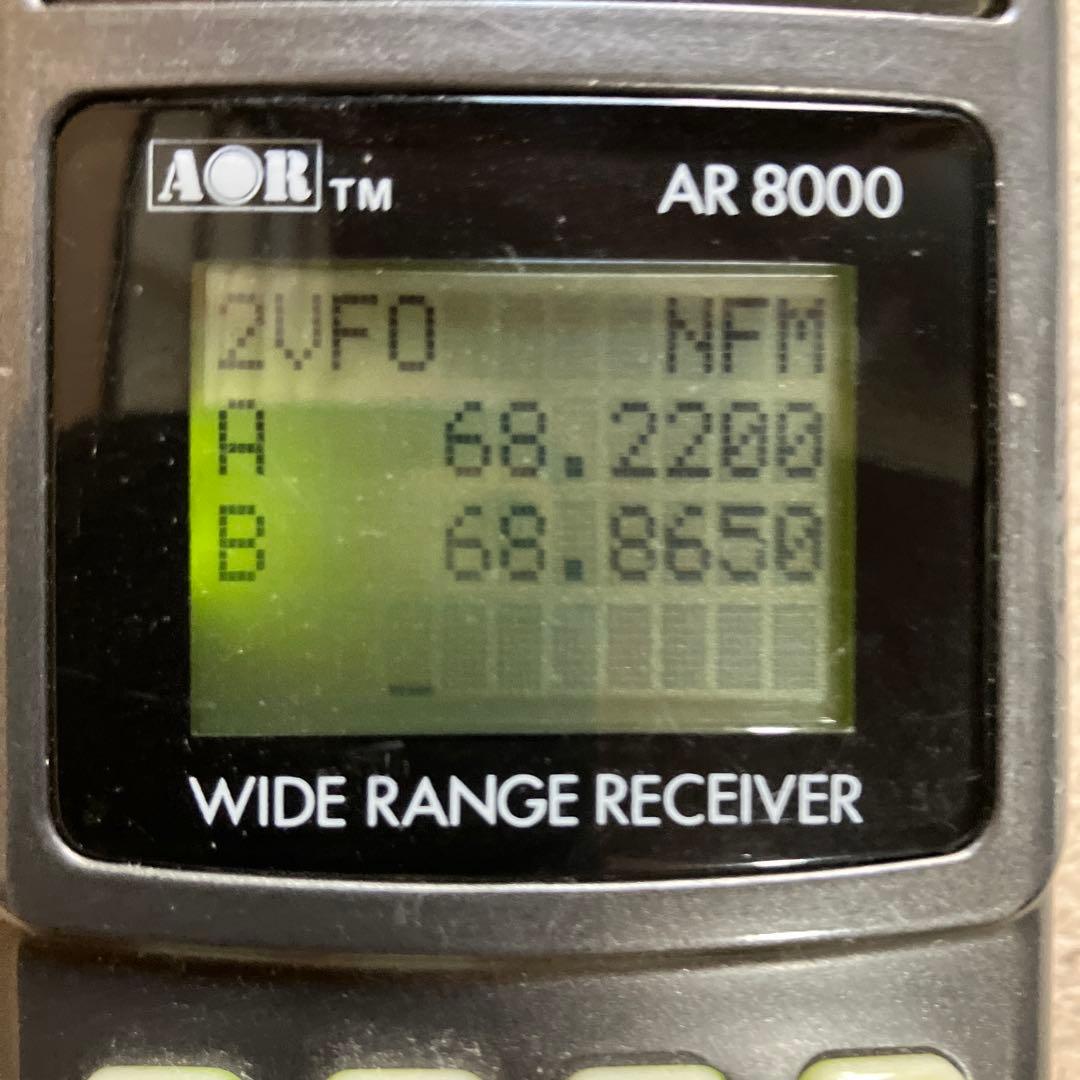 AOR TM AR 8000
2VFO NFM
A 68.2200
B 68.8650
WIDE RANGE RECEIVER